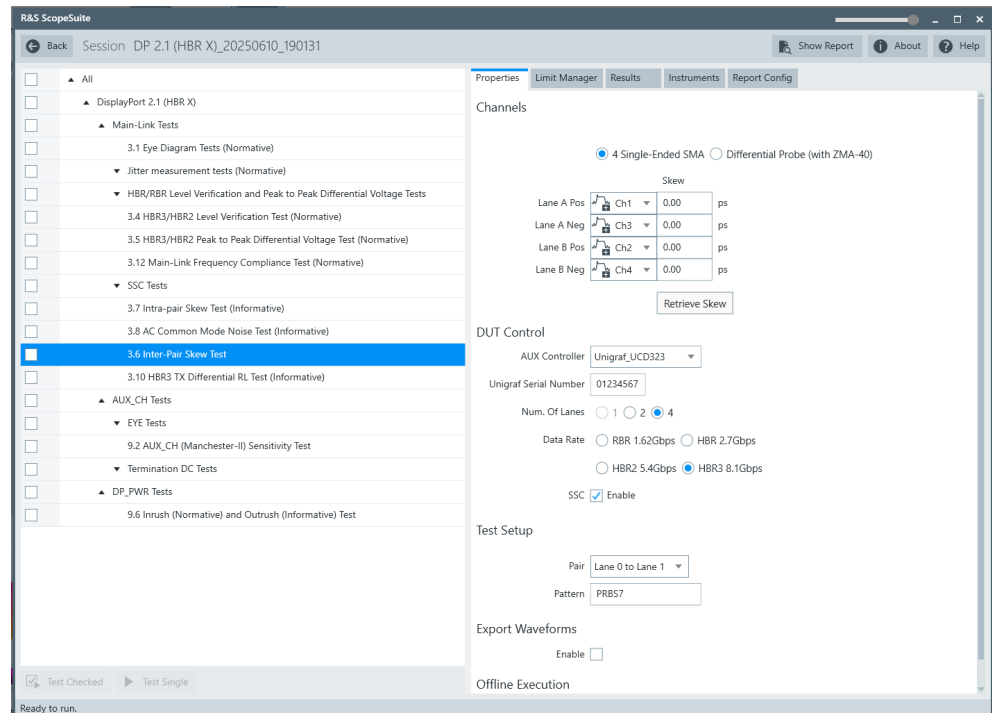 R&S ScopeSuite
Back Session DP 2.1 (HBR X)_20250610_190131 Show Report About Help
All
DisplayPort 2.1 (HBR X)
Main-Link Tests
3.1 Eye Diagram Tests (Normative)
Jitter measurement tests (Normative)
HBR/RBR Level Verification and Peak to Peak Differential Voltage Tests
3.4 HBR3/HBR2 Level Verification Test (Normative)
3.5 HBR3/HBR2 Peak to Peak Differential Voltage Test (Normative)
3.12 Main-Link Frequency Compliance Test (Normative)
SSC Tests
3.7 Intra-pair Skew Test (Informative)
3.8 AC Common Mode Noise Test (Informative)
3.6 Inter-Pair Skew Test
3.10 HBR3 TX Differential RL Test (Informative)
AUX_CH Tests
EYE Tests
9.2 AUX_CH (Manchester-II) Sensitivity Test
Termination DC Tests
DP_PWR Tests
9.6 Inrush (Normative) and Outrush (Informative) Test
Test Checked Test Single
Ready to run.
Properties Limit Manager Results Instruments Report Config
Channels
4 Single-Ended SMA Differential Probe (with ZMA-40)
Skew
Lane A Pos Ch1 0.00 ps
Lane A Neg Ch3 0.00 ps
Lane B Pos Ch2 0.00 ps
Lane B Neg Ch4 0.00 ps
Retrieve Skew
DUT Control
AUX Controller Unigraf_UCD323
Unigraf Serial Number 01234567
Num. Of Lanes 1 2 4
Data Rate RBR 1.62Gbps HBR 2.7Gbps
HBR2 5.4Gbps HBR3 8.1Gbps
SSC Enable
Test Setup
Pair Lane 0 to Lane 1
Pattern PRBS7
Export Waveforms
Enable
Offline Execution